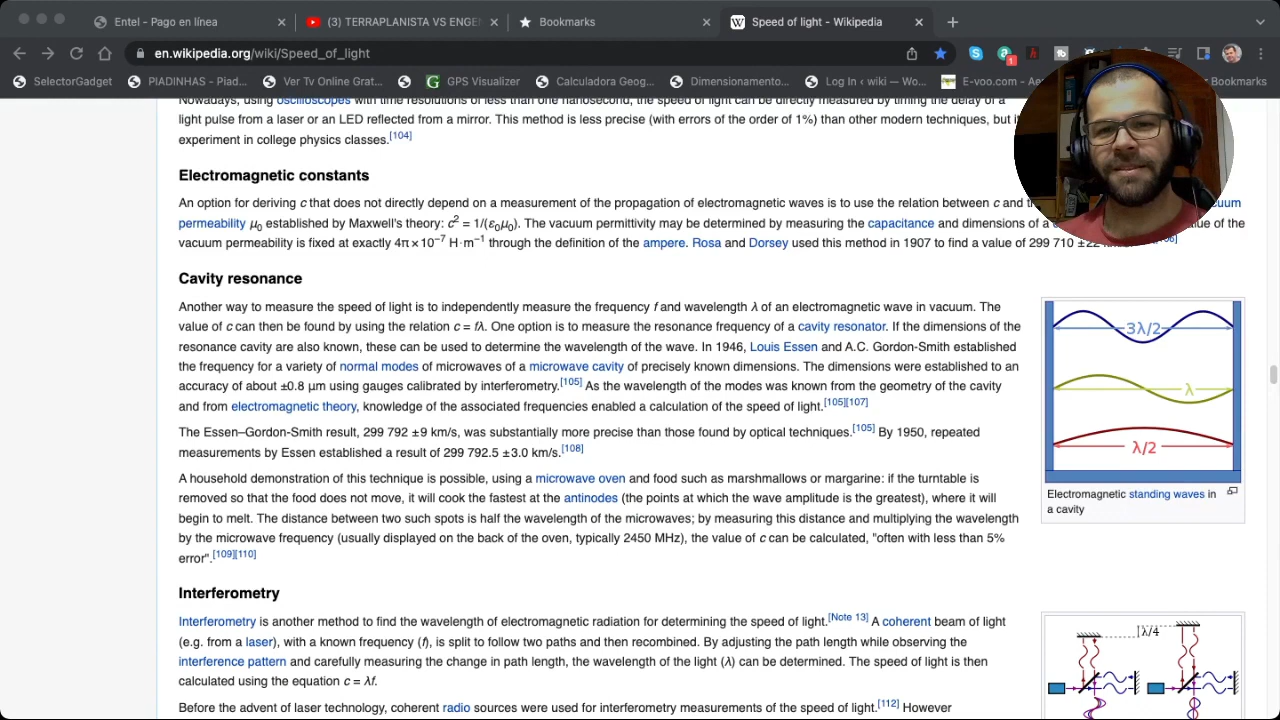 Entel - Pago en línea
(3) TERRAPLANISTA VS ENGE
Bookmarks
Speed of light - Wikipedia
en.wikipedia.org/wiki/Speed_of_light
1
SelectorGadget
PIADINHAS - Piad...
Ver Tv Online Grat...
GPS Visualizer
Calculadora Geog...
Dimensionamento...
Log In ‹ wiki — Wo...
E-voo.com - Aer
Bookmarks
Nowadays, using oscilloscopes with time resolutions of less than one nanosecond, the speed of light can be directly measured by timing the delay of a
light pulse from a laser or an LED reflected from a mirror. This method is less precise (with errors of the order of 1%) than other modern techniques, but i
experiment in college physics classes.[104]
Electromagnetic constants
An option for deriving c that does not directly depend on a measurement of the propagation of electromagnetic waves is to use the relation between c and
permeability μ0 established by Maxwell's theory: c² = 1/(ε0μ0). The vacuum permittivity may be determined by measuring the capacitance and dimensions of a
vacuum permeability is fixed at exactly 4π×10⁻⁷ H·m⁻¹ through the definition of the ampere. Rosa and Dorsey used this method in 1907 to find a value of 299 710 ±22
Cavity resonance
Another way to measure the speed of light is to independently measure the frequency f and wavelength λ of an electromagnetic wave in vacuum. The
value of c can then be found by using the relation c = fλ. One option is to measure the resonance frequency of a cavity resonator. If the dimensions of the
resonance cavity are also known, these can be used to determine the wavelength of the wave. In 1946, Louis Essen and A.C. Gordon-Smith established
the frequency for a variety of normal modes of microwaves of a microwave cavity of precisely known dimensions. The dimensions were established to an
accuracy of about ±0.8 μm using gauges calibrated by interferometry.[105] As the wavelength of the modes was known from the geometry of the cavity
and from electromagnetic theory, knowledge of the associated frequencies enabled a calculation of the speed of light.[105][107]
The Essen–Gordon-Smith result, 299 792 ±9 km/s, was substantially more precise than those found by optical techniques.[105] By 1950, repeated
measurements by Essen established a result of 299 792.5 ±3.0 km/s.[108]
A household demonstration of this technique is possible, using a microwave oven and food such as marshmallows or margarine: if the turntable is
removed so that the food does not move, it will cook the fastest at the antinodes (the points at which the wave amplitude is the greatest), where it will
begin to melt. The distance between two such spots is half the wavelength of the microwaves; by measuring this distance and multiplying the wavelength
by the microwave frequency (usually displayed on the back of the oven, typically 2450 MHz), the value of c can be calculated, "often with less than 5%
error".[109][110]
3λ/2
λ
λ/2
Electromagnetic standing waves in
a cavity
Interferometry
Interferometry is another method to find the wavelength of electromagnetic radiation for determining the speed of light.[Note 13] A coherent beam of light
(e.g. from a laser), with a known frequency (f), is split to follow two paths and then recombined. By adjusting the path length while observing the
interference pattern and carefully measuring the change in path length, the wavelength of the light (λ) can be determined. The speed of light is then
calculated using the equation c = λf.
Before the advent of laser technology, coherent radio sources were used for interferometry measurements of the speed of light.[112] However
λ/4